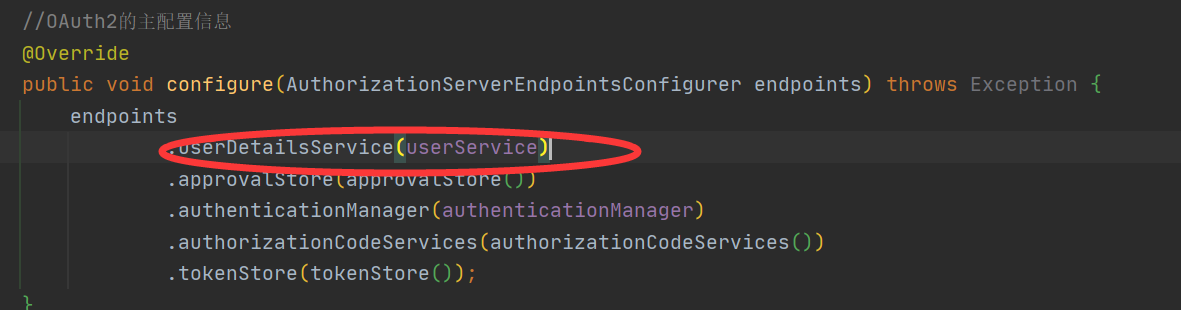 //OAuth2的主配置信息
@Override
public void configure(AuthorizationServerEndpointsConfigurer endpoints) throws Exception {
endpoints
.userDetailsService(userService)
.approvalStore(approvalStore())
.authenticationManager(authenticationManager)
.authorizationCodeServices(authorizationCodeServices())
.tokenStore(tokenStore());
}